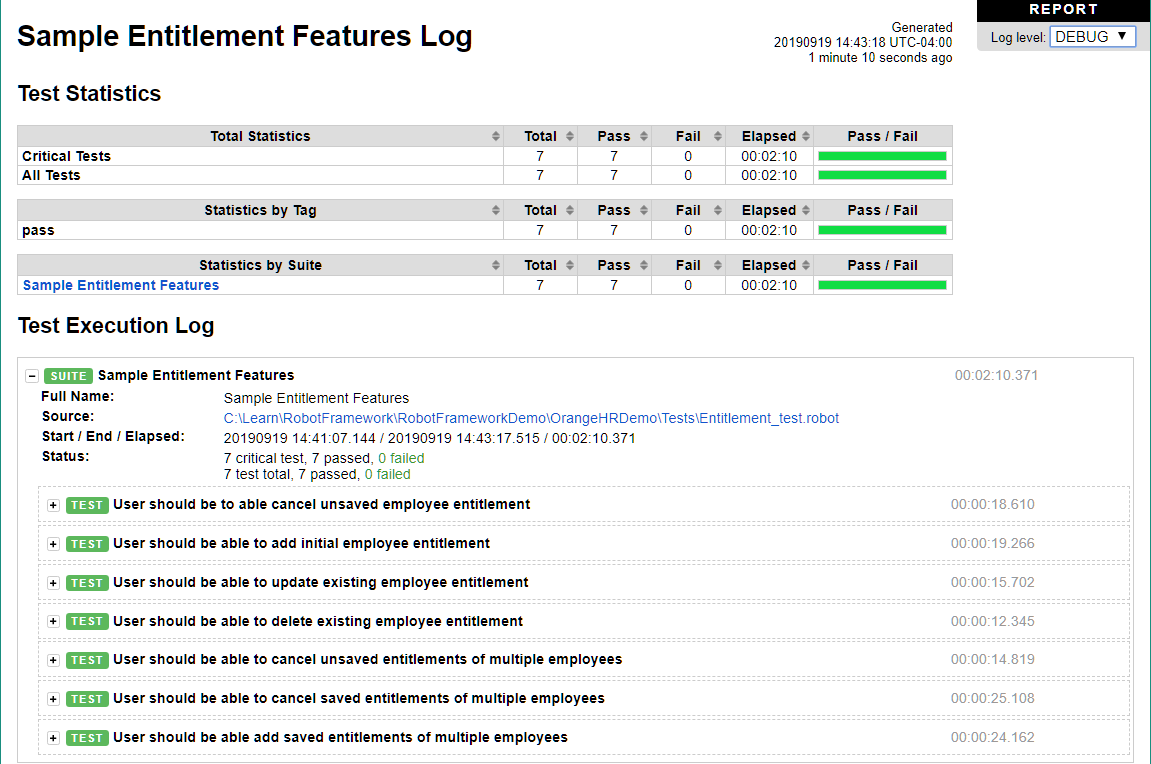 REPORT
Sample Entitlement Features Log
Generated
20190919 14:43:18 UTC-04:00
1 minute 10 seconds ago
Log level: DEBUG ▼
Test Statistics
Total Statistics Total Pass Fail Elapsed Pass / Fail
Critical Tests 7 7 0 00:02:10
All Tests 7 7 0 00:02:10
Statistics by Tag Total Pass Fail Elapsed Pass / Fail
pass 7 7 0 00:02:10
Statistics by Suite Total Pass Fail Elapsed Pass / Fail
Sample Entitlement Features 7 7 0 00:02:10
Test Execution Log
− SUITE Sample Entitlement Features 00:02:10.371
Full Name: Sample Entitlement Features
Source: C:\Learn\RobotFramework\RobotFrameworkDemo\OrangeHRDemo\Tests\Entitlement_test.robot
Start / End / Elapsed: 20190919 14:41:07.144 / 20190919 14:43:17.515 / 00:02:10.371
Status: 7 critical test, 7 passed, 0 failed
7 test total, 7 passed, 0 failed
+ TEST User should be to able cancel unsaved employee entitlement 00:00:18.610
+ TEST User should be able to add initial employee entitlement 00:00:19.266
+ TEST User should be able to update existing employee entitlement 00:00:15.702
+ TEST User should be able to delete existing employee entitlement 00:00:12.345
+ TEST User should be able to cancel unsaved entitlements of multiple employees 00:00:14.819
+ TEST User should be able to cancel saved entitlements of multiple employees 00:00:25.108
+ TEST User should be able add saved entitlements of multiple employees 00:00:24.162